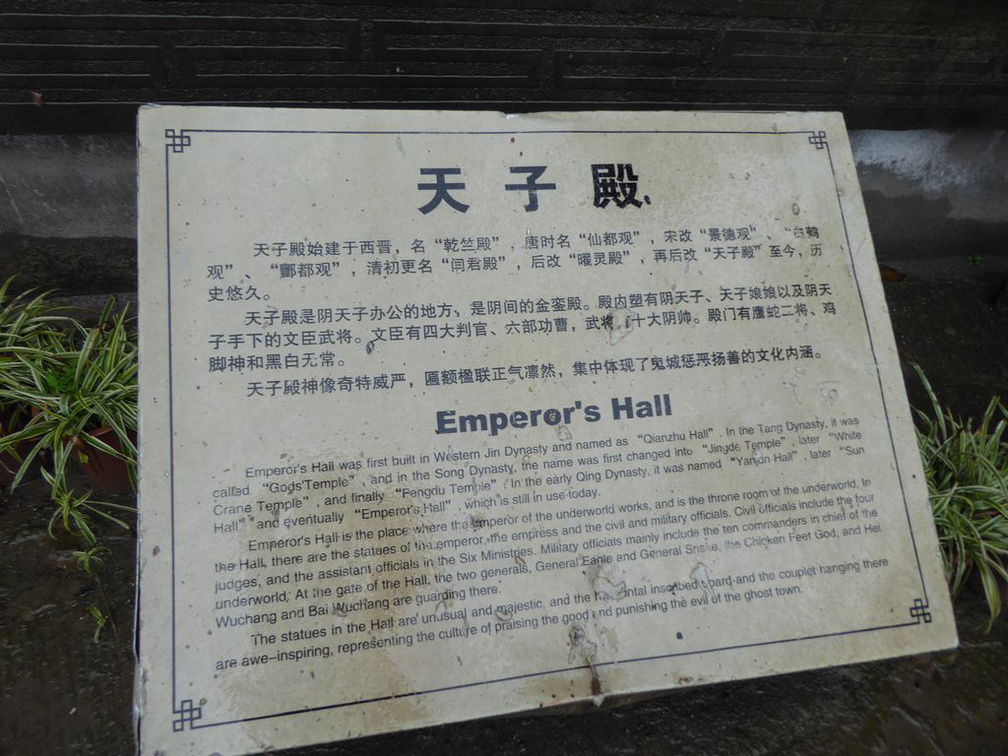 天子殿
天子殿始建于西晋，名“乾竺殿”，唐时名“仙都观”，宋改“景德观”、“白鹤
观”、“酆都观”，清初更名“闫君殿”，后改“曜灵殿”，再后改“天子殿”至今，历
史悠久。
天子殿是阴天子办公的地方，是阴间的金銮殿。殿内塑有阴天子、天子娘娘以及阴天
子手下的文臣武将。文臣有四大判官、六部功曹，武将 十大阴帅。殿门有鹰蛇二将、鸡
脚神和黑白无常。
天子殿神像奇特威严，匾额楹联正气凛然，集中体现了鬼城惩恶扬善的文化内涵。
Emperor's Hall
Emperor's Hall was first built in Western Jin Dynasty and named as “Qianzhu Hall”. In the Tang Dynasty, it was
called “Gods'Temple”, and in the Song Dynasty, the name was first changed into “Jingde Temple”, later “White
Crane Temple”, and finally “Fengdu Temple”. In the early Qing Dynasty, it was named “Yanjun Hall”, later “Sun
Hall” and eventually “Emperor's Hall”, which is still in use today.
Emperor's Hall is the place where the emperor of the underworld works, and is the throne room of the underworld. In
the Hall, there are the statues of the emperor, the empress and the civil and military officials. Civil officials include the four
judges, and the assistant officials in the Six Ministries. Military officials mainly include the ten commanders in chief of the
underworld. At the gate of the Hall, the two generals, General Eagle and General Snake, the Chicken Feet God, and Hei
Wuchang and Bai Wuchang are guarding there.
The statues in the Hall are unusual and majestic, and the inscribed board and the couplet hanging there
are awe-inspiring, representing the culture of praising the good and punishing the evil of the ghost town.